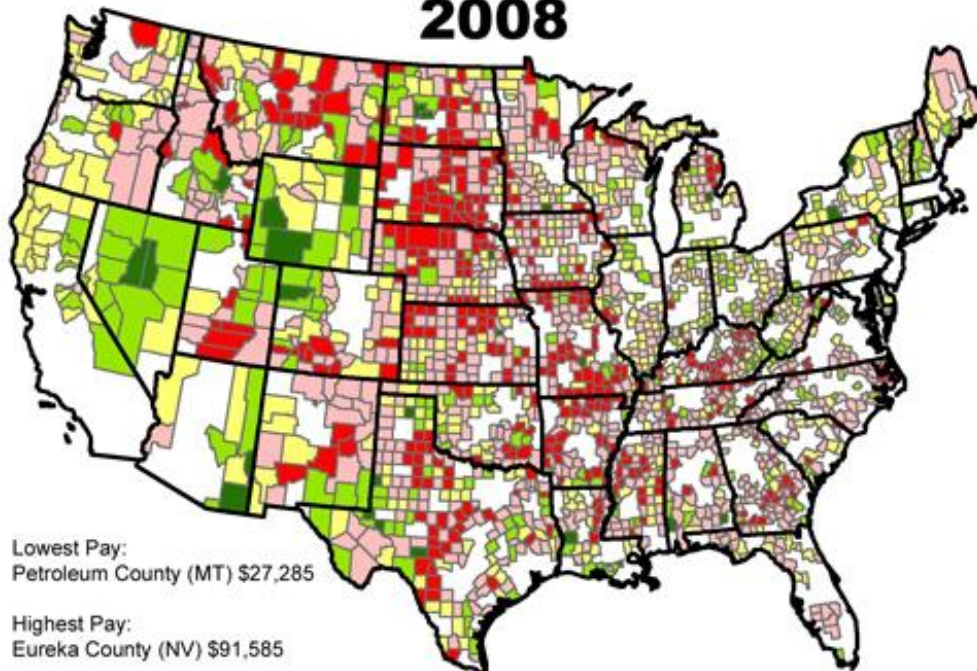 2008
Lowest Pay:
Petroleum County (MT) $27,285
Highest Pay:
Eureka County (NV) $91,585